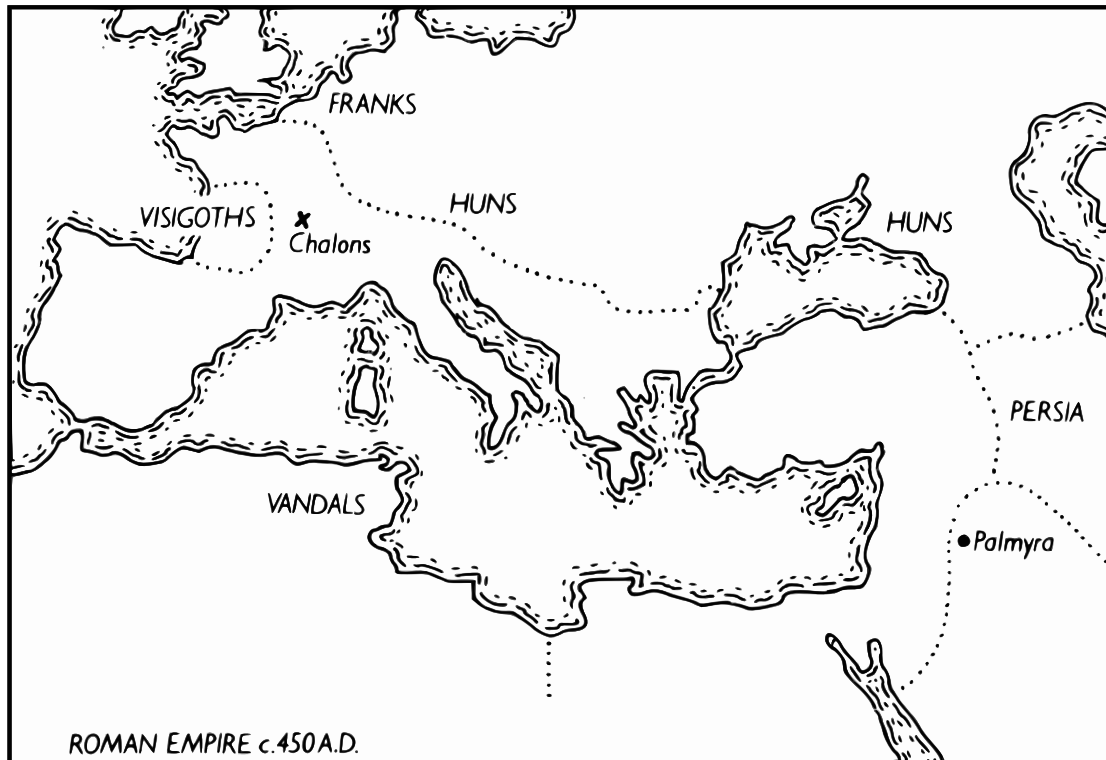 FRANKS
HUNS
VISIGOTHS
HUNS
Chalons
PERSIA
VANDALS
Palmyra
ROMAN EMPIRE c.450 A.D.